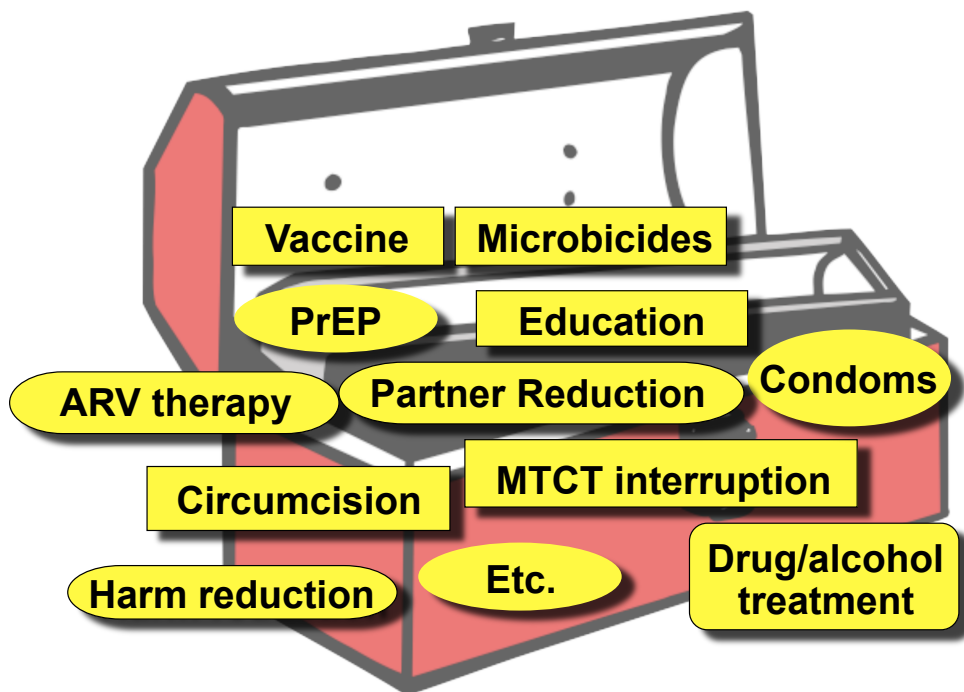 Vaccine
Microbicides
PrEP
Education
ARV therapy
Partner Reduction
Condoms
Circumcision
MTCT interruption
Harm reduction
Etc.
Drug/alcohol
treatment